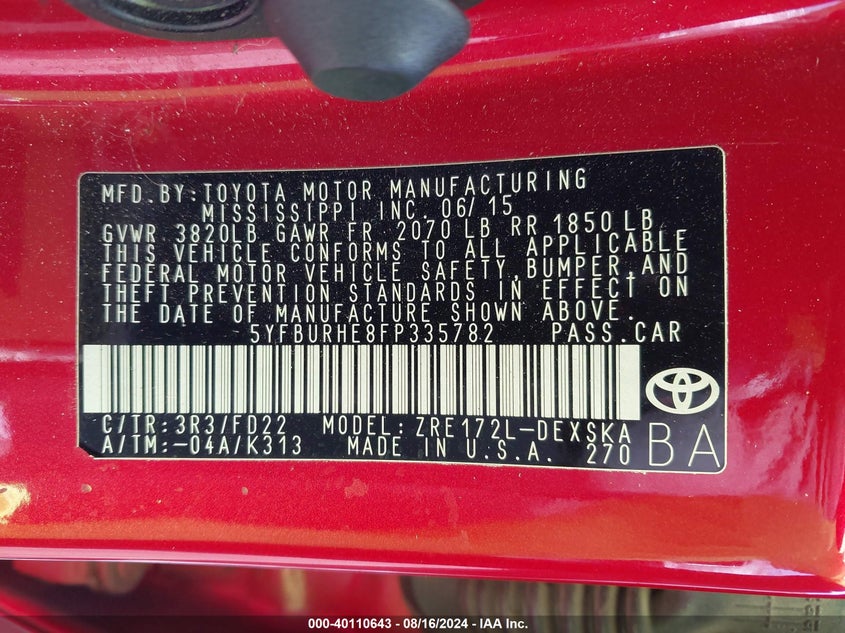 MFD.BY:TOYOTA MOTOR MANUFACTURING
MISSISSIPPI INC. 06/15
GVWR 3820LB GAWR FR 2070 LB RR 1850 LB
THIS VEHICLE CONFORMS TO ALL APPLICABLE
FEDERAL MOTOR VEHICLE SAFETY,BUMPER,AND
THEFT PREVENTION STANDARDS IN EFFECT ON
THE DATE OF MANUFACTURE SHOWN ABOVE.
5YFBURHE8FP335782 PASS.CAR
C/TR:3R3/FD22 MODEL:ZRE172L-DEXSKA
A/TM:-04A/K313 MADE IN U.S.A. 270 BA
000-40110643 - 08/16/2024 - IAA Inc.